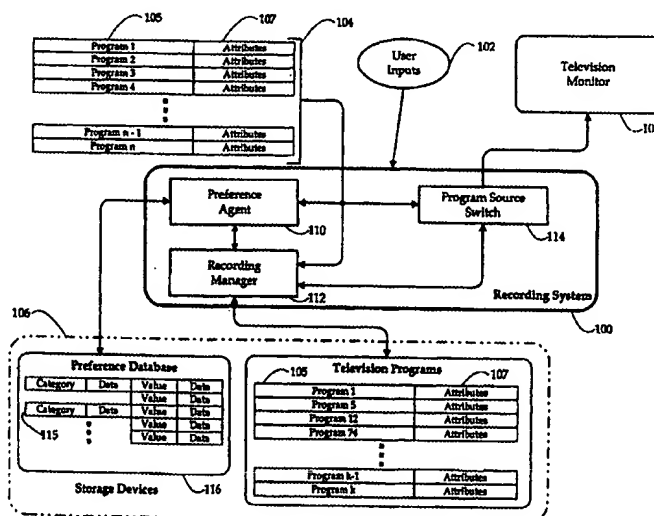 105
107
104
Program 1 Attributes
Program 2 Attributes
Program 3 Attributes
Program 4 Attributes
Program n - 1 Attributes
Program n Attributes
User
Inputs
102
Television
Monitor
10
Preference
Agent
110
Program Source
Switch
114
Recording
Manager
112
Recording System
100
106
Preference Database
Category Data Value Data
Value Data
Category Data Value Data
Value Data
Value Data
115
Storage Devices
116
Television Programs
105
107
Program 1 Attributes
Program 5 Attributes
Program 12 Attributes
Program 74 Attributes
Program k-1 Attributes
Program k Attributes